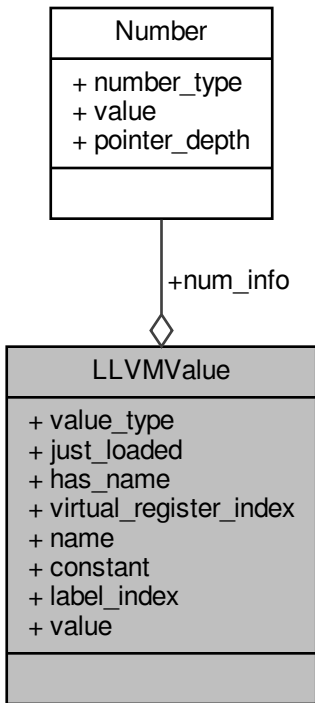 Number
+ number_type
+ value
+ pointer_depth
+num_info
LLVMValue
+ value_type
+ just_loaded
+ has_name
+ virtual_register_index
+ name
+ constant
+ label_index
+ value